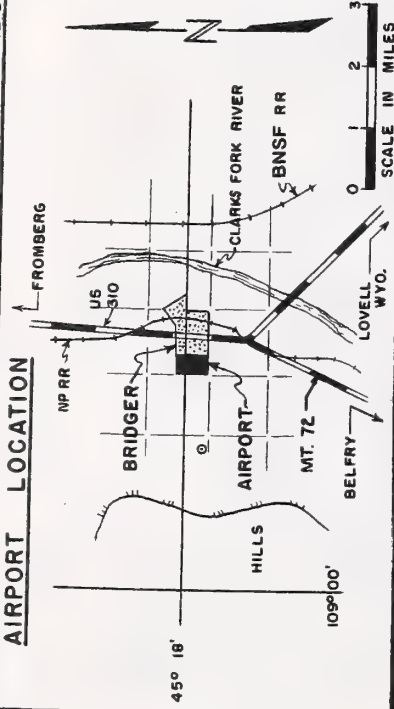 AIRPORT LOCATION
N
FROMBERG
US
310
NP RR
BRIDGER
CLARKS FORK RIVER
BNSF RR
45° 18'
AIRPORT
HILLS
MT. 72
BELFRY
LOVELL
WYO.
109° 00'
0 1 2 3
SCALE IN MILES